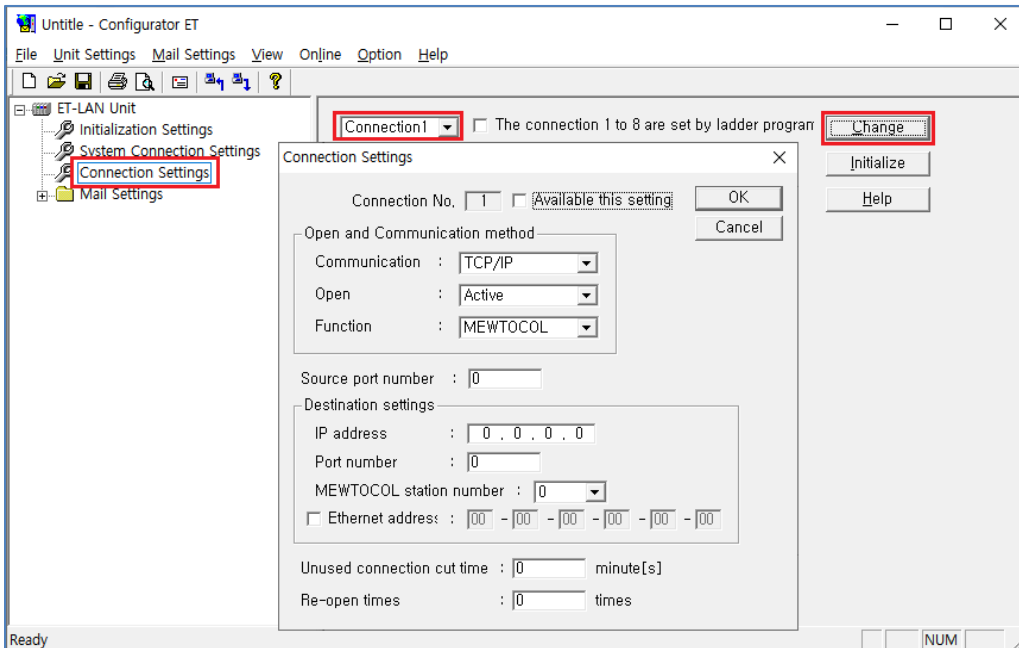 Untitle - Configurator ET
File Unit Settings Mail Settings View Online Option Help
ET-LAN Unit
Initialization Settings
System Connection Settings
Connection Settings
Mail Settings
Connection1 The connection 1 to 8 are set by ladder progran Change
Initialize
Help
Connection Settings
Connection No, 1 Available this setting OK
Cancel
Open and Communication method
Communication : TCP/IP
Open : Active
Function : MEWTOCOL
Source port number : 0
Destination settings
IP address : 0 . 0 . 0 . 0
Port number : 0
MEWTOCOL station number : 0
Ethernet address : 00 - 00 - 00 - 00 - 00 - 00
Unused connection cut time : 0 minute[s]
Re-open times : 0 times
Ready NUM